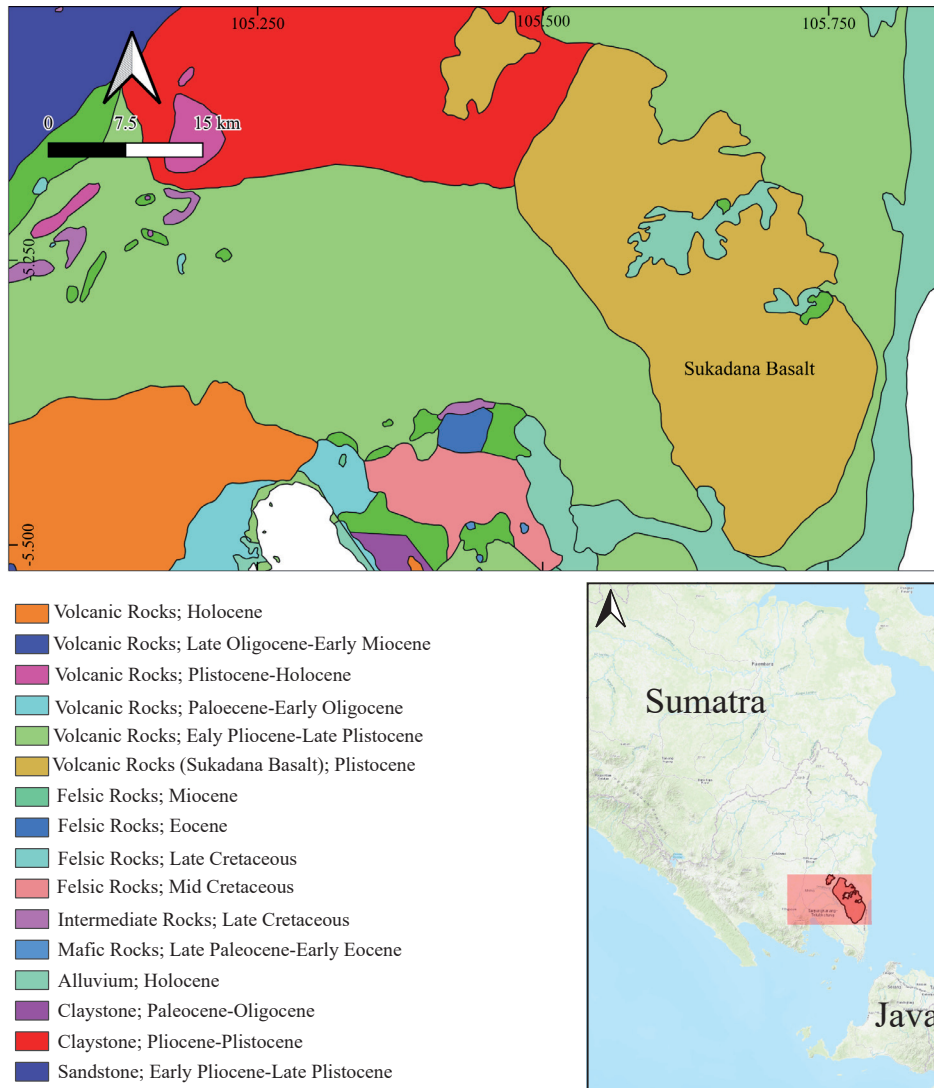 105.250
105.500
105.750
0
7.5
15 km
-5.250
-5.500
Sukadana Basalt
Volcanic Rocks; Holocene
Volcanic Rocks; Late Oligocene-Early Miocene
Volcanic Rocks; Plistocene-Holocene
Volcanic Rocks; Paloecene-Early Oligocene
Volcanic Rocks; Ealy Pliocene-Late Plistocene
Volcanic Rocks (Sukadana Basalt); Plistocene
Felsic Rocks; Miocene
Felsic Rocks; Eocene
Felsic Rocks; Late Cretaceous
Felsic Rocks; Mid Cretaceous
Intermediate Rocks; Late Cretaceous
Mafic Rocks; Late Paleocene-Early Eocene
Alluvium; Holocene
Claystone; Paleocene-Oligocene
Claystone; Pliocene-Plistocene
Sandstone; Early Pliocene-Late Plistocene
Sumatra
Java